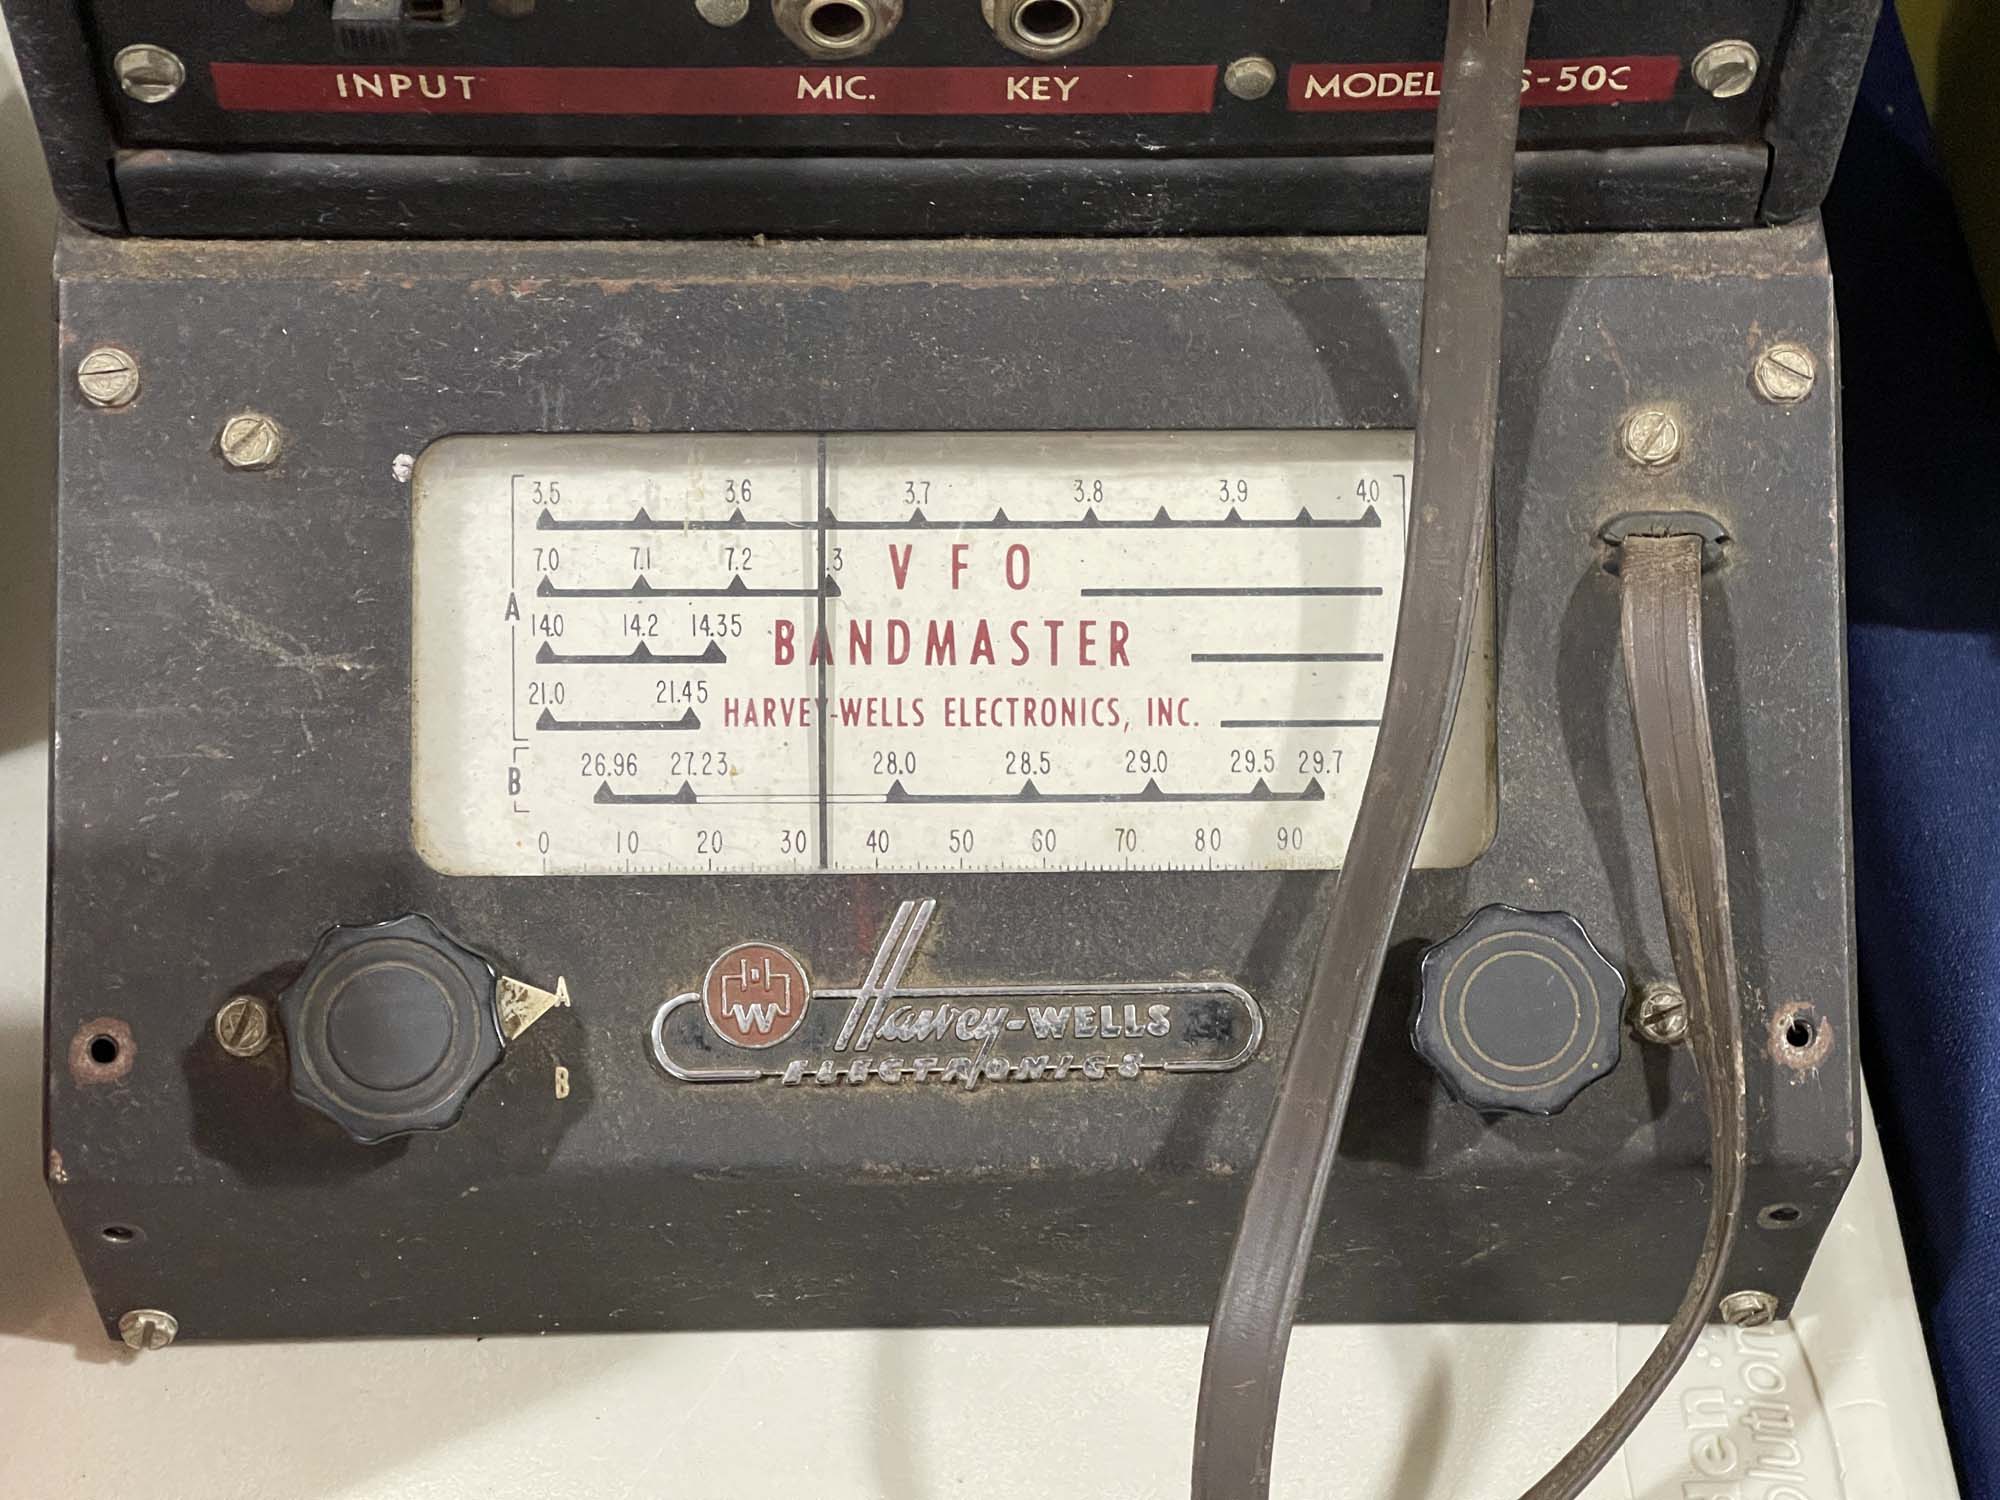 INPUT MIC. KEY MODEL S-50C
3.5 3.6 3.7 3.8 3.9 4.0
7.0 7.1 7.2 .3 VFO
A
14.0 14.2 14.35 BANDMASTER
21.0 21.45 HARVEY-WELLS ELECTRONICS, INC.
B 26.96 27.23 28.0 28.5 29.0 29.5 29.7
0 10 20 30 40 50 60 70 80 90
A
B
HW Harvey-WELLS
ELECTRONICS